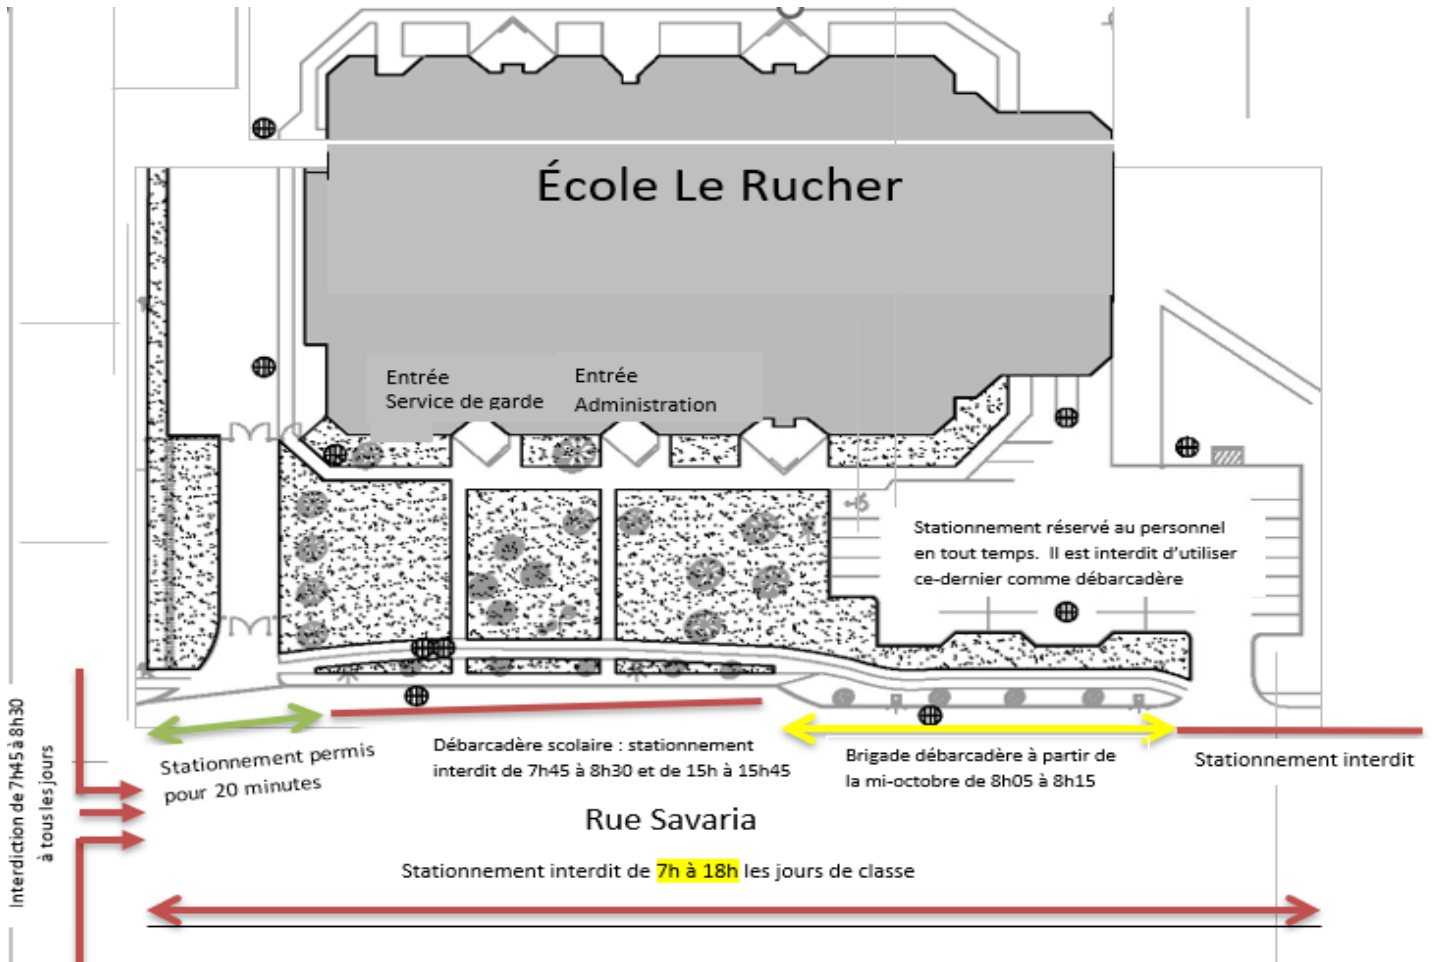 École Le Rucher
Entrée
Service de garde
Entrée
Administration
Stationnement réservé au personnel
en tout temps. Il est interdit d'utiliser
ce-dernier comme débarcadère
Interdiction de 7h45 à 8h30
à tous les jours
Stationnement permis
pour 20 minutes
Débarcadère scolaire : stationnement
interdit de 7h45 à 8h30 et de 15h à 15h45
Brigade débarcadère à partir de
la mi-octobre de 8h05 à 8h15
Stationnement interdit
Rue Savaria
Stationnement interdit de 7h à 18h les jours de classe